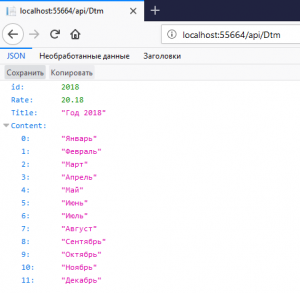 localhost:55664/api/Dtm
localhost:55664/api/Dtm
JSON Необработанные данные Заголовки
Сохранить Копировать
id: 2018
Rate: 20.18
Title: "Год 2018"
Content:
0: "Январь"
1: "Февраль"
2: "Март"
3: "Апрель"
4: "Май"
5: "Июнь"
6: "Июль"
7: "Август"
8: "Сентябрь"
9: "Октябрь"
10: "Ноябрь"
11: "Декабрь"